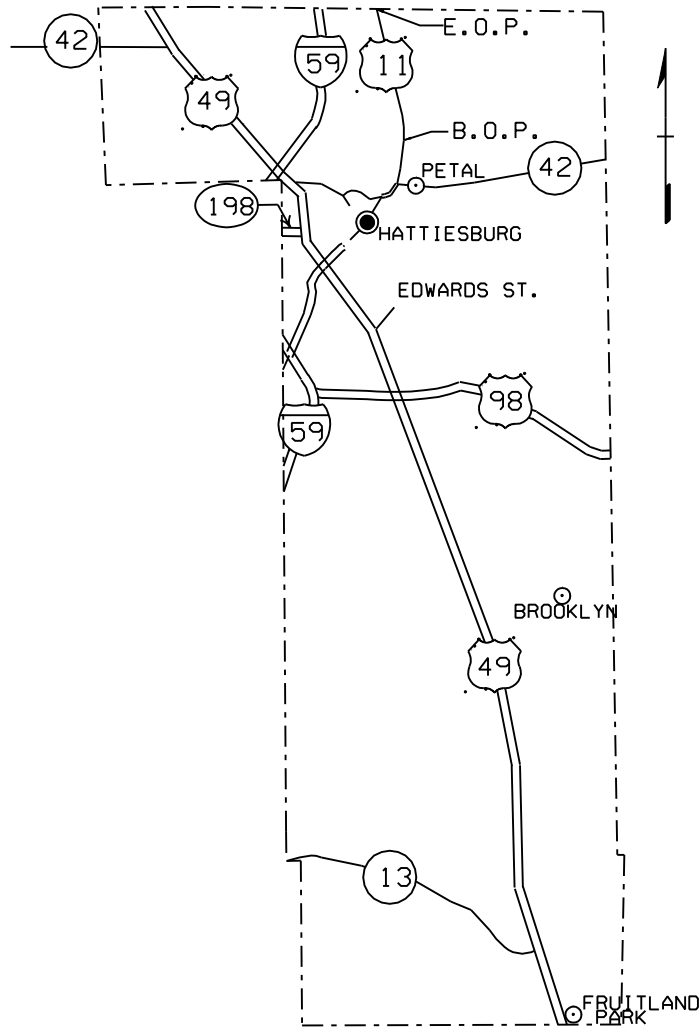 E.O.P.
42
59
11
49
B.O.P.
PETAL
42
198
HATTIESBURG
EDWARDS ST.
98
59
BROOKLYN
49
13
FRUITLAND
PARK